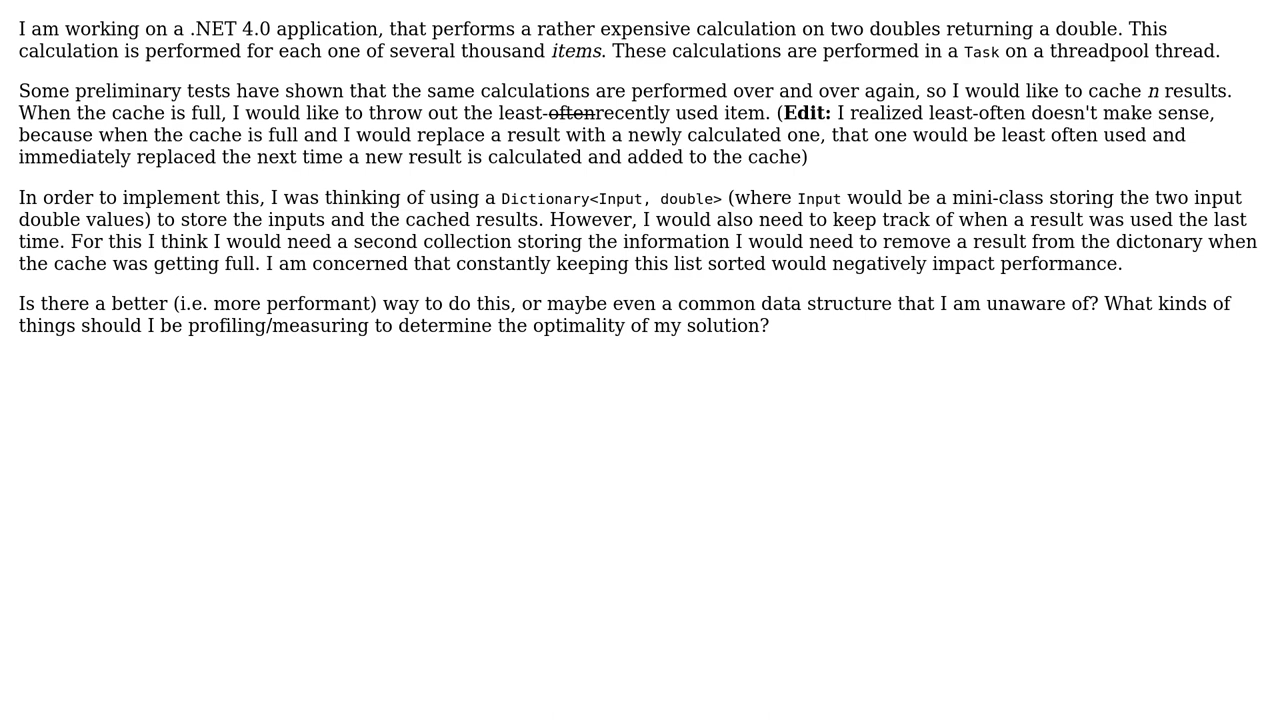 I am working on a .NET 4.0 application, that performs a rather expensive calculation on two doubles returning a double. This
calculation is performed for each one of several thousand items. These calculations are performed in a Task on a threadpool thread.
Some preliminary tests have shown that the same calculations are performed over and over again, so I would like to cache n results.
When the cache is full, I would like to throw out the least-oftenrecently used item. (Edit: I realized least-often doesn't make sense,
because when the cache is full and I would replace a result with a newly calculated one, that one would be least often used and
immediately replaced the next time a new result is calculated and added to the cache)
In order to implement this, I was thinking of using a Dictionary<Input, double> (where Input would be a mini-class storing the two input
double values) to store the inputs and the cached results. However, I would also need to keep track of when a result was used the last
time. For this I think I would need a second collection storing the information I would need to remove a result from the dictonary when
the cache was getting full. I am concerned that constantly keeping this list sorted would negatively impact performance.
Is there a better (i.e. more performant) way to do this, or maybe even a common data structure that I am unaware of? What kinds of
things should I be profiling/measuring to determine the optimality of my solution?